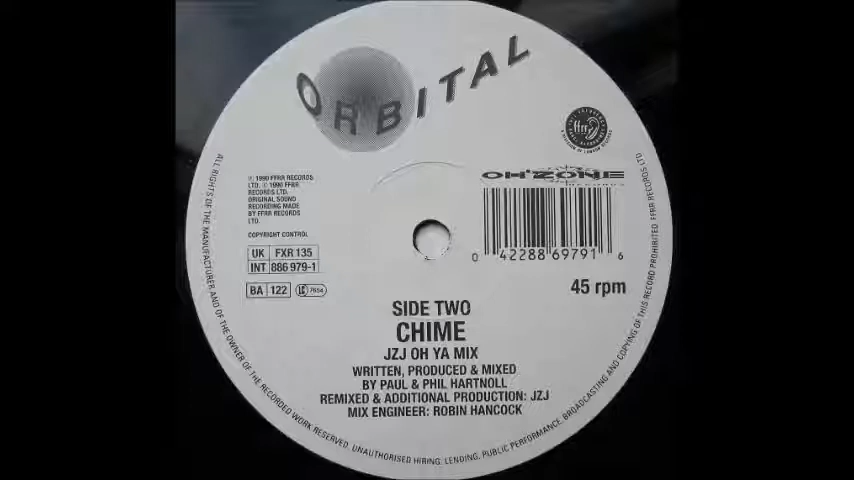 ORBITAL
ffrr
OH'ZONE
RECORDS
℗ 1990 FFRR RECORDS
LTD. © 1990 FFRR
RECORDS LTD.
ORIGINAL SOUND
RECORDING MADE
BY FFRR RECORDS
LTD.
COPYRIGHT CONTROL
UK FXR 135
INT 886 979-1
BA 122 LC 7654
0 42288 69791 6
45 rpm
SIDE TWO
CHIME
JZJ OH YA MIX
WRITTEN, PRODUCED & MIXED
BY PAUL & PHIL HARTNOLL
REMIXED & ADDITIONAL PRODUCTION: JZJ
MIX ENGINEER: ROBIN HANCOCK
ALL RIGHTS OF THE MANUFACTURER AND OF THE OWNER OF THE RECORDED WORK RESERVED. UNAUTHORISED HIRING, LENDING, PUBLIC PERFORMANCE, BROADCASTING AND COPYING OF THIS RECORD PROHIBITED FFRR RECORDS LTD